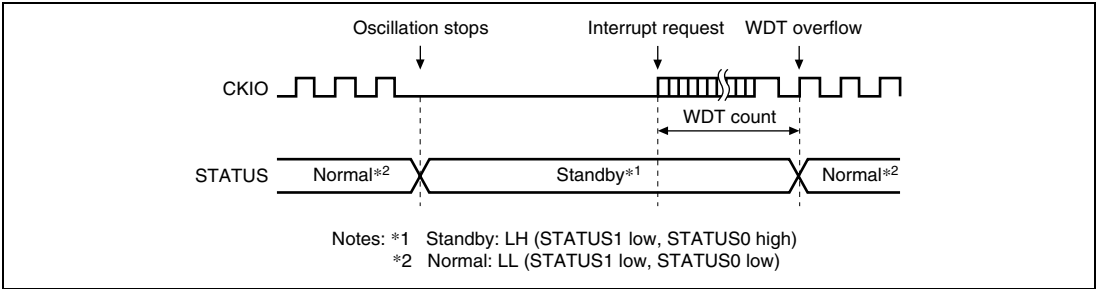 Oscillation stops Interrupt request WDT overflow
CKIO
WDT count
STATUS Normal*2 Standby*1 Normal*2
Notes: *1 Standby: LH (STATUS1 low, STATUS0 high)
*2 Normal: LL (STATUS1 low, STATUS0 low)